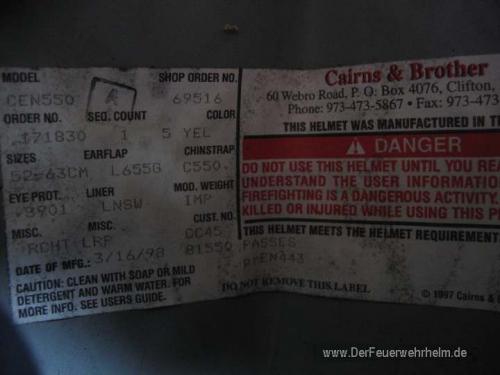 MODEL SHOP ORDER NO.
CEN550 A 69516
ORDER NO. SEQ. COUNT COLOR
171830 1 5 YEL
SIZES EARFLAP CHINSTRAP
52-63CM L655G C550
EYE PROT. LINER MOD. WEIGHT
3901 LNSW IMP
MISC. MISC. CUST. NO.
RCHT LRF CC45
81550
DATE OF MFG.: 3/16/98
CAUTION: CLEAN WITH SOAP OR MILD
DETERGENT AND WARM WATER. FOR
MORE INFO. SEE USERS GUIDE.
Cairns & Brother
60 Webro Road, P. O. Box 4076, Clifton,
Phone: 973-473-5867 • Fax: 973-473
THIS HELMET WAS MANUFACTURED IN
DANGER
DO NOT USE THIS HELMET UNTIL YOU
UNDERSTAND THE USER
FIREFIGHTING IS A DANGEROUS ACTIVITY.
KILLED OR INJURED WHILE USING THIS
THIS HELMET MEETS THE HELMET
PASSES
prEN443
DO NOT REMOVE THIS LABEL
© 1997 Cairns &
www.DerFeuerwehrhelm.de